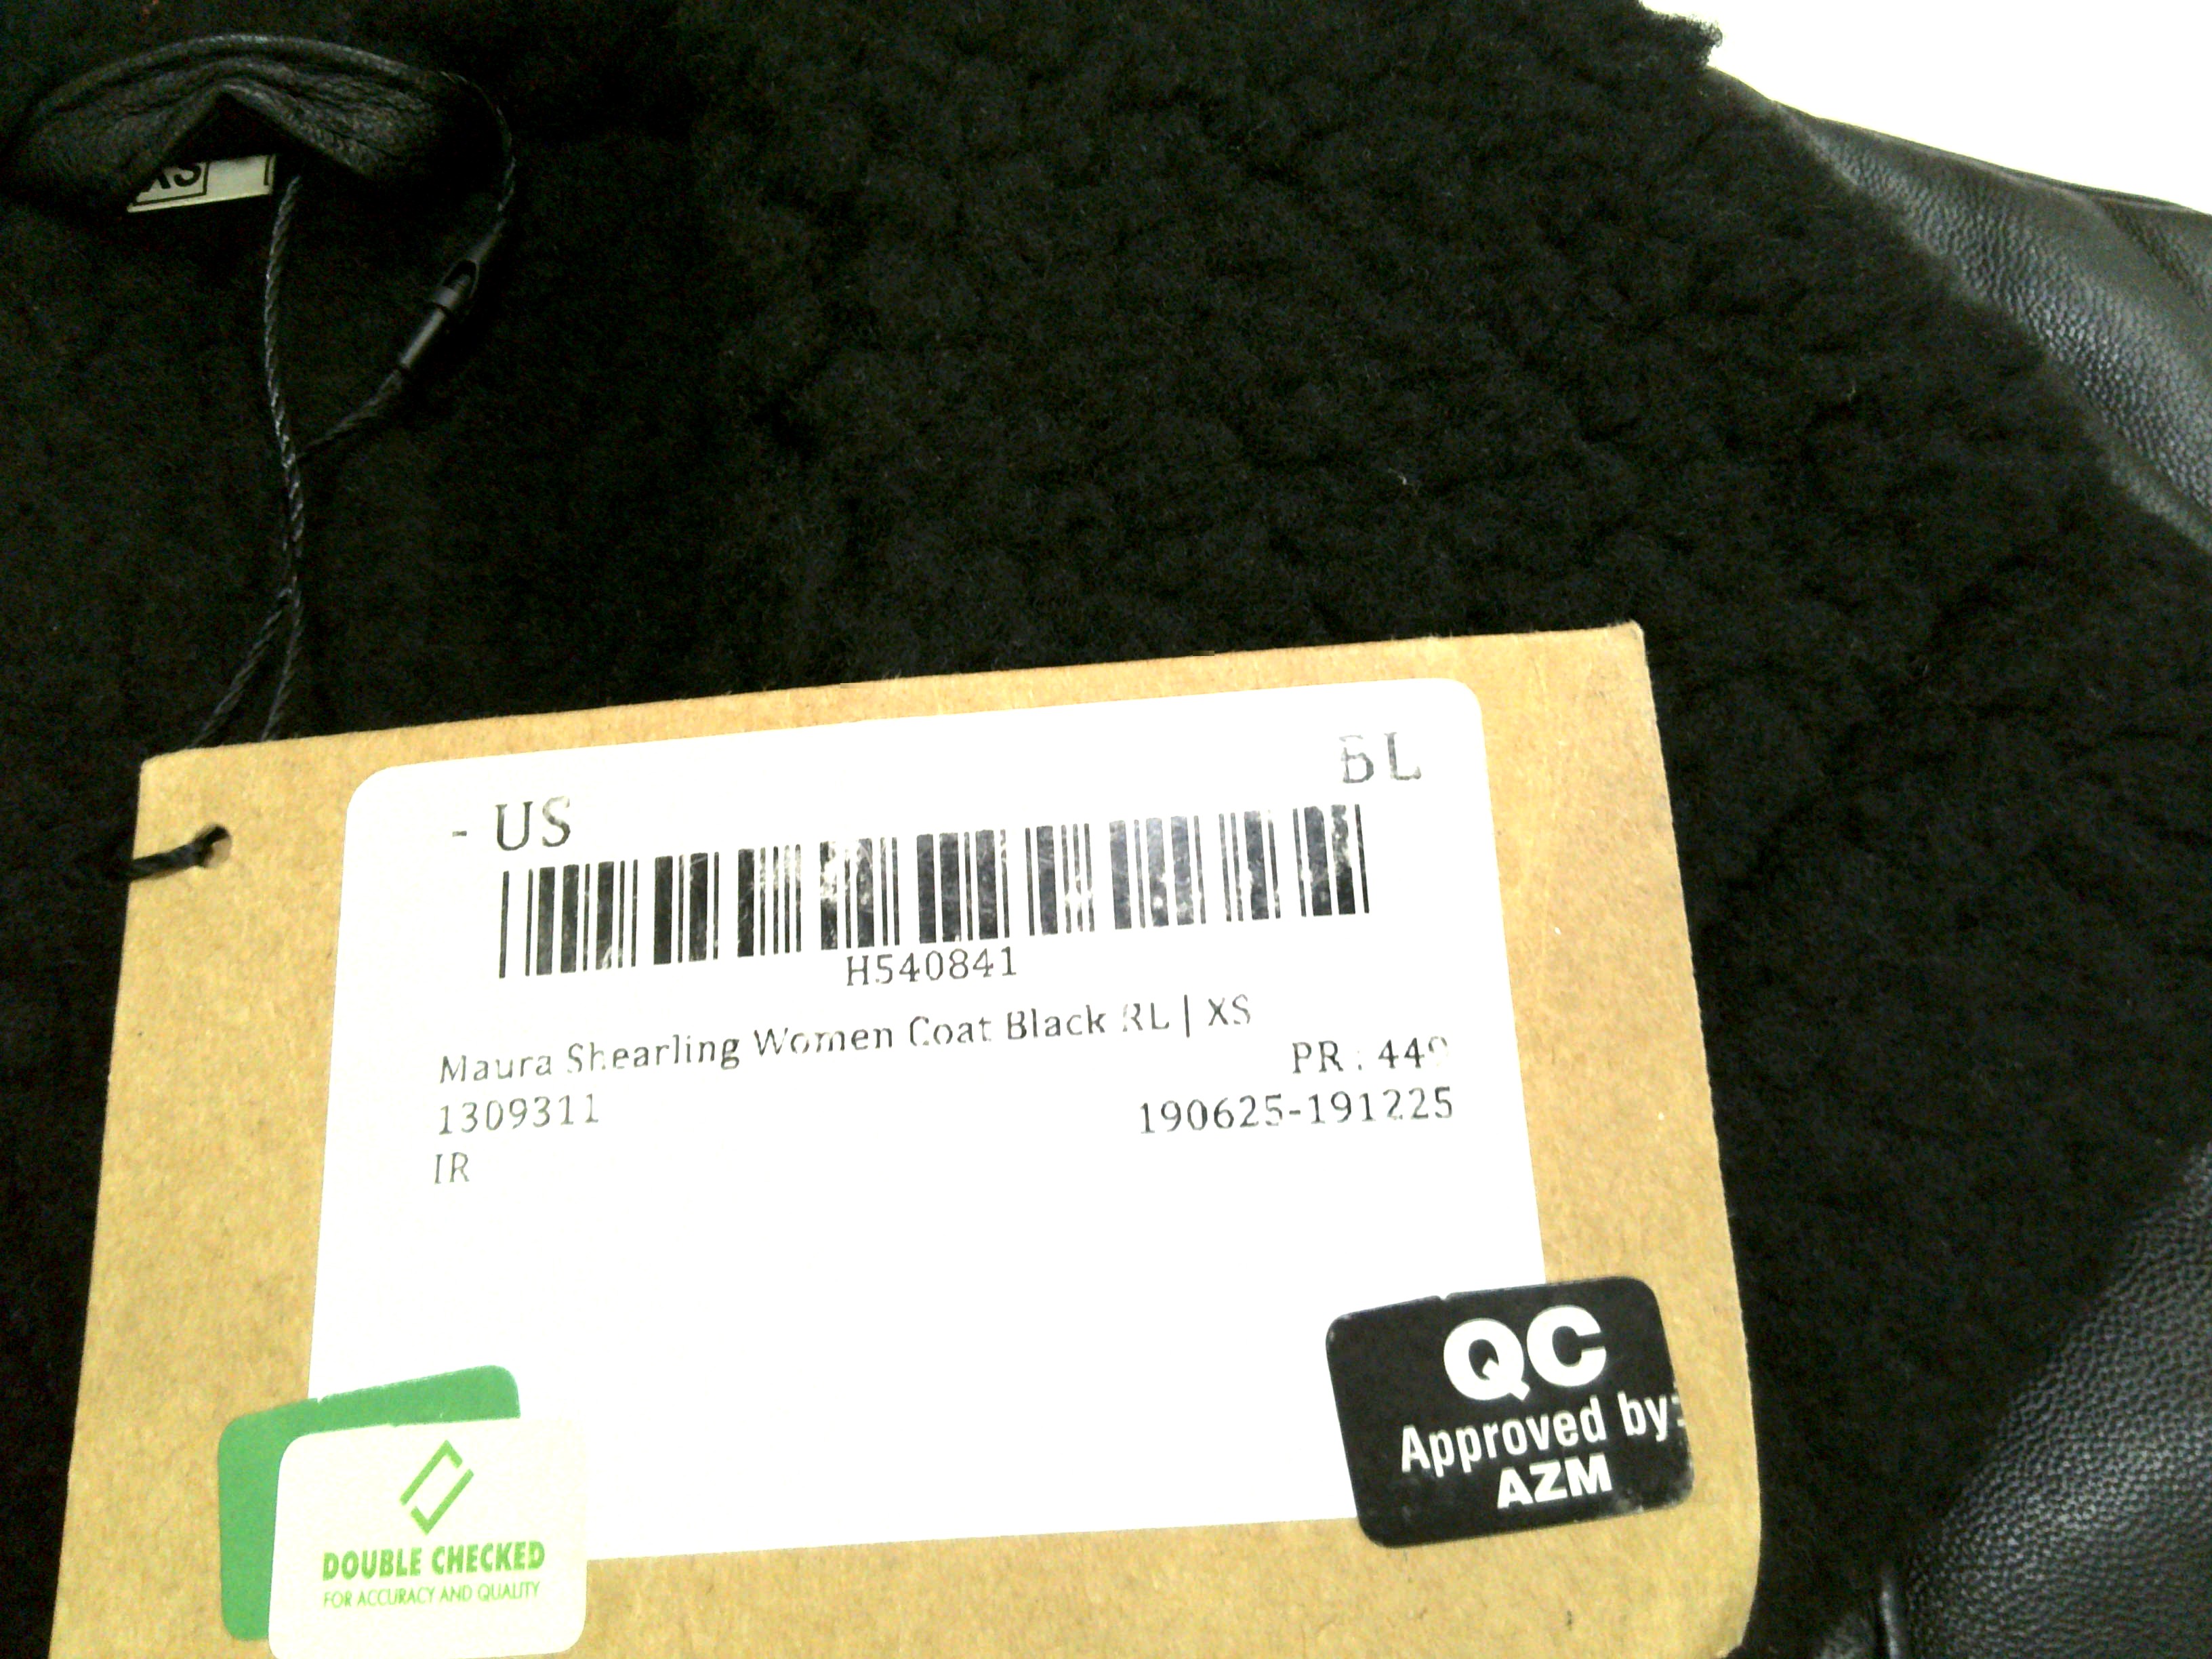 XS
- US
BL
H540841
Maura Shearling Women Coat Black RL | XS
PR : 449
1309311
190625-191225
IR
QC
Approved by:
AZM
DOUBLE CHECKED
FOR ACCURACY AND QUALITY